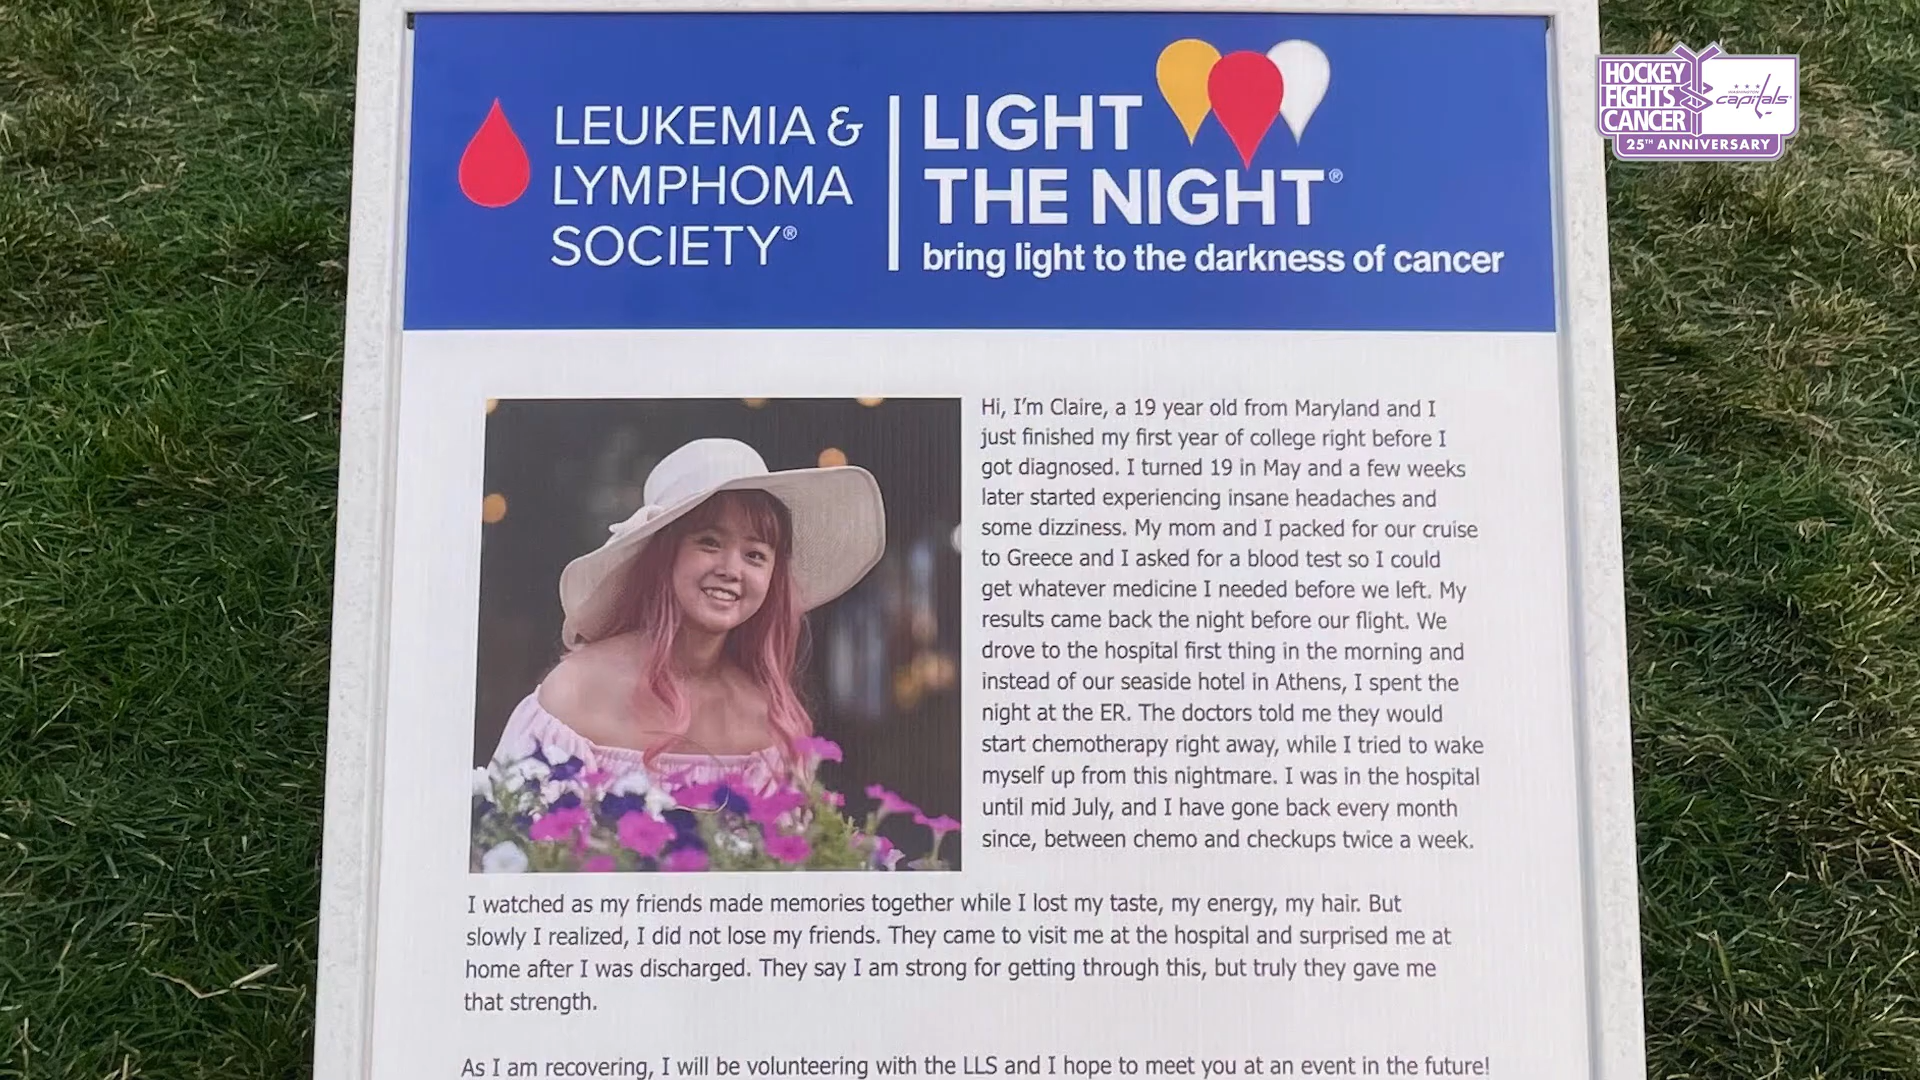 LEUKEMIA &
LYMPHOMA
SOCIETY®
LIGHT
THE NIGHT®
bring light to the darkness of cancer
HOCKEY
FIGHTS
CANCER
WASHINGTON
capitals
25TH ANNIVERSARY
Hi, I'm Claire, a 19 year old from Maryland and I
just finished my first year of college right before I
got diagnosed. I turned 19 in May and a few weeks
later started experiencing insane headaches and
some dizziness. My mom and I packed for our cruise
to Greece and I asked for a blood test so I could
get whatever medicine I needed before we left. My
results came back the night before our flight. We
drove to the hospital first thing in the morning and
instead of our seaside hotel in Athens, I spent the
night at the ER. The doctors told me they would
start chemotherapy right away, while I tried to wake
myself up from this nightmare. I was in the hospital
until mid July, and I have gone back every month
since, between chemo and checkups twice a week.
I watched as my friends made memories together while I lost my taste, my energy, my hair. But
slowly I realized, I did not lose my friends. They came to visit me at the hospital and surprised me at
home after I was discharged. They say I am strong for getting through this, but truly they gave me
that strength.
As I am recovering, I will be volunteering with the LLS and I hope to meet you at an event in the future!